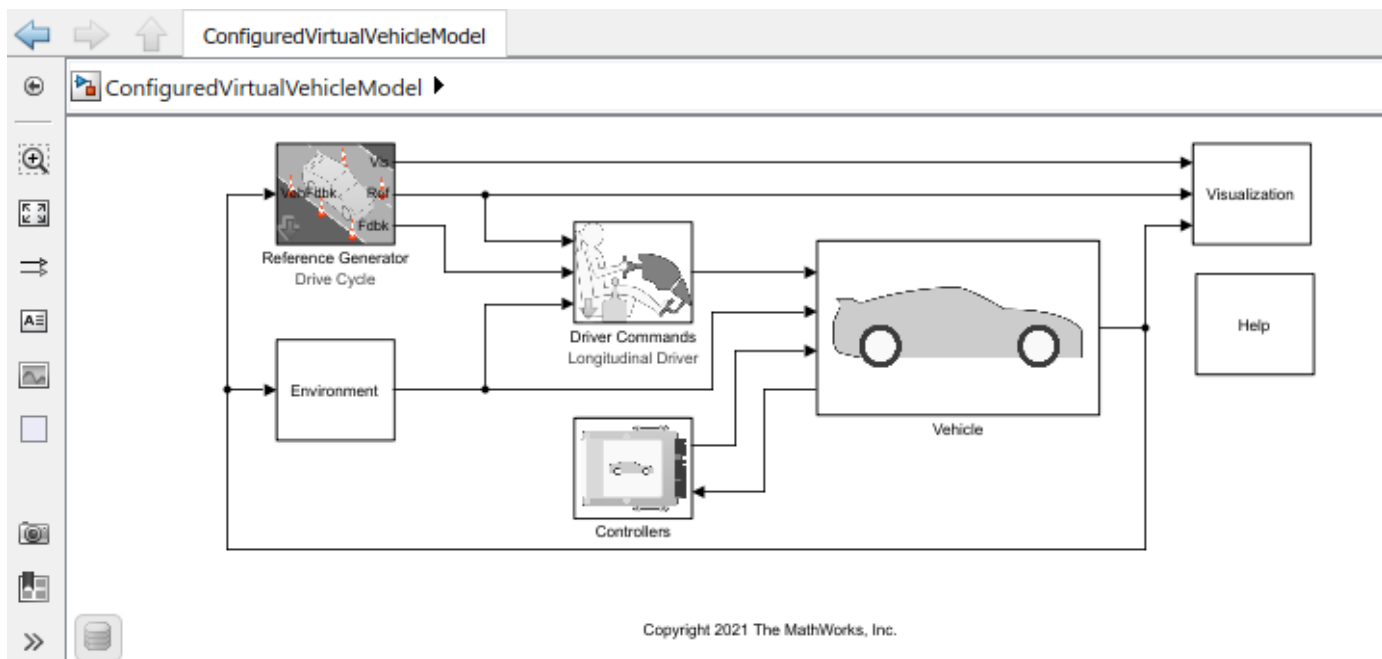 ConfiguredVirtualVehicleModel
ConfiguredVirtualVehicleModel
Vis
VehFdbk
Ref
Fdbk
Reference Generator
Drive Cycle
Environment
Driver Commands
Longitudinal Driver
Controllers
Vehicle
Visualization
Help
Copyright 2021 The MathWorks, Inc.